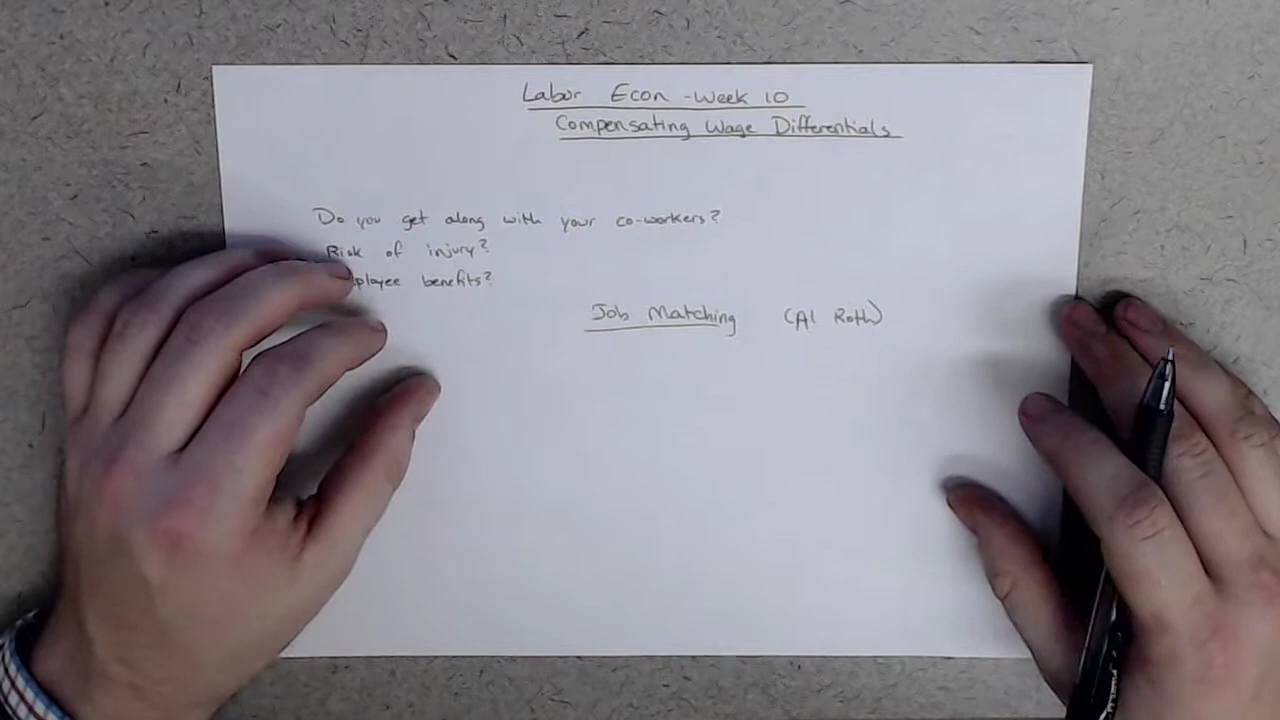 Labor Econ - Week 10
Compensating Wage Differentials
Do you get along with your co-workers?
Risk of injury?
benefits?
Job Matching (Al Roth)